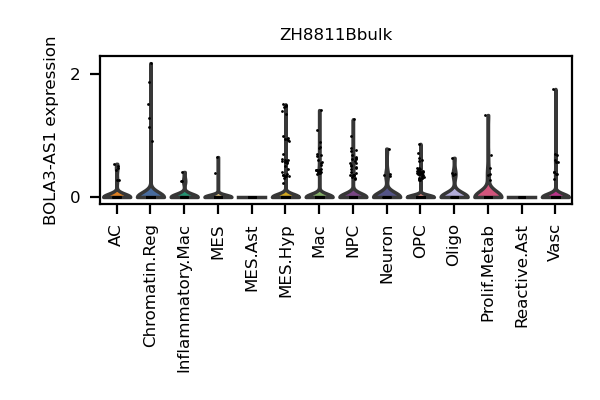 ZH8811Bbulk
BOLA3-AS1 expression
2
0
AC
Chromatin.Reg
Inflammatory.Mac
MES
MES.Ast
MES.Hyp
Mac
NPC
Neuron
OPC
Oligo
Prolif.Metab
Reactive.Ast
Vasc